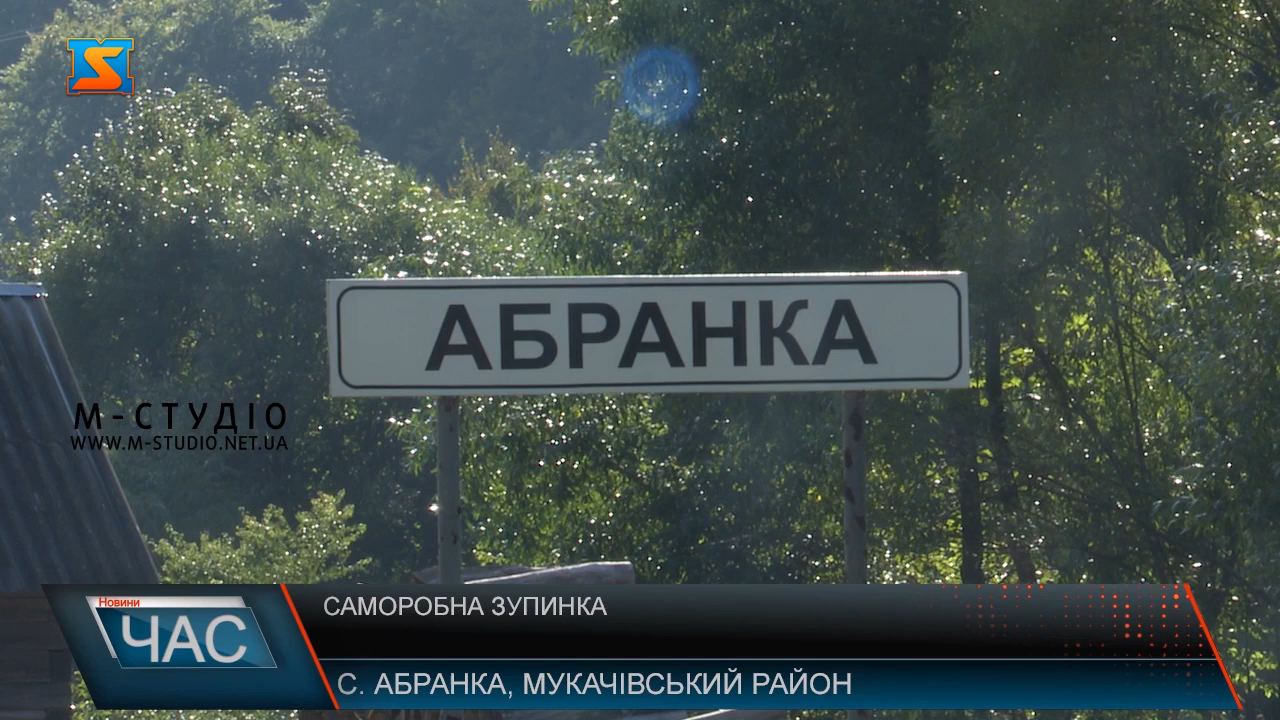 АБРАНКА
М-СТУДІО
WWW.M-STUDIO.NET.UA
Новини
ЧАС
САМОРОБНА ЗУПИНКА
С. АБРАНКА, МУКАЧІВСЬКИЙ РАЙОН